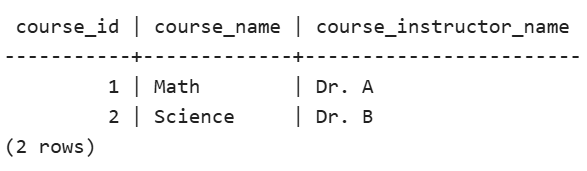 course_id | course_name | course_instructor_name
-----------+-------------+------------------------
         1 | Math        | Dr. A
         2 | Science     | Dr. B
(2 rows)